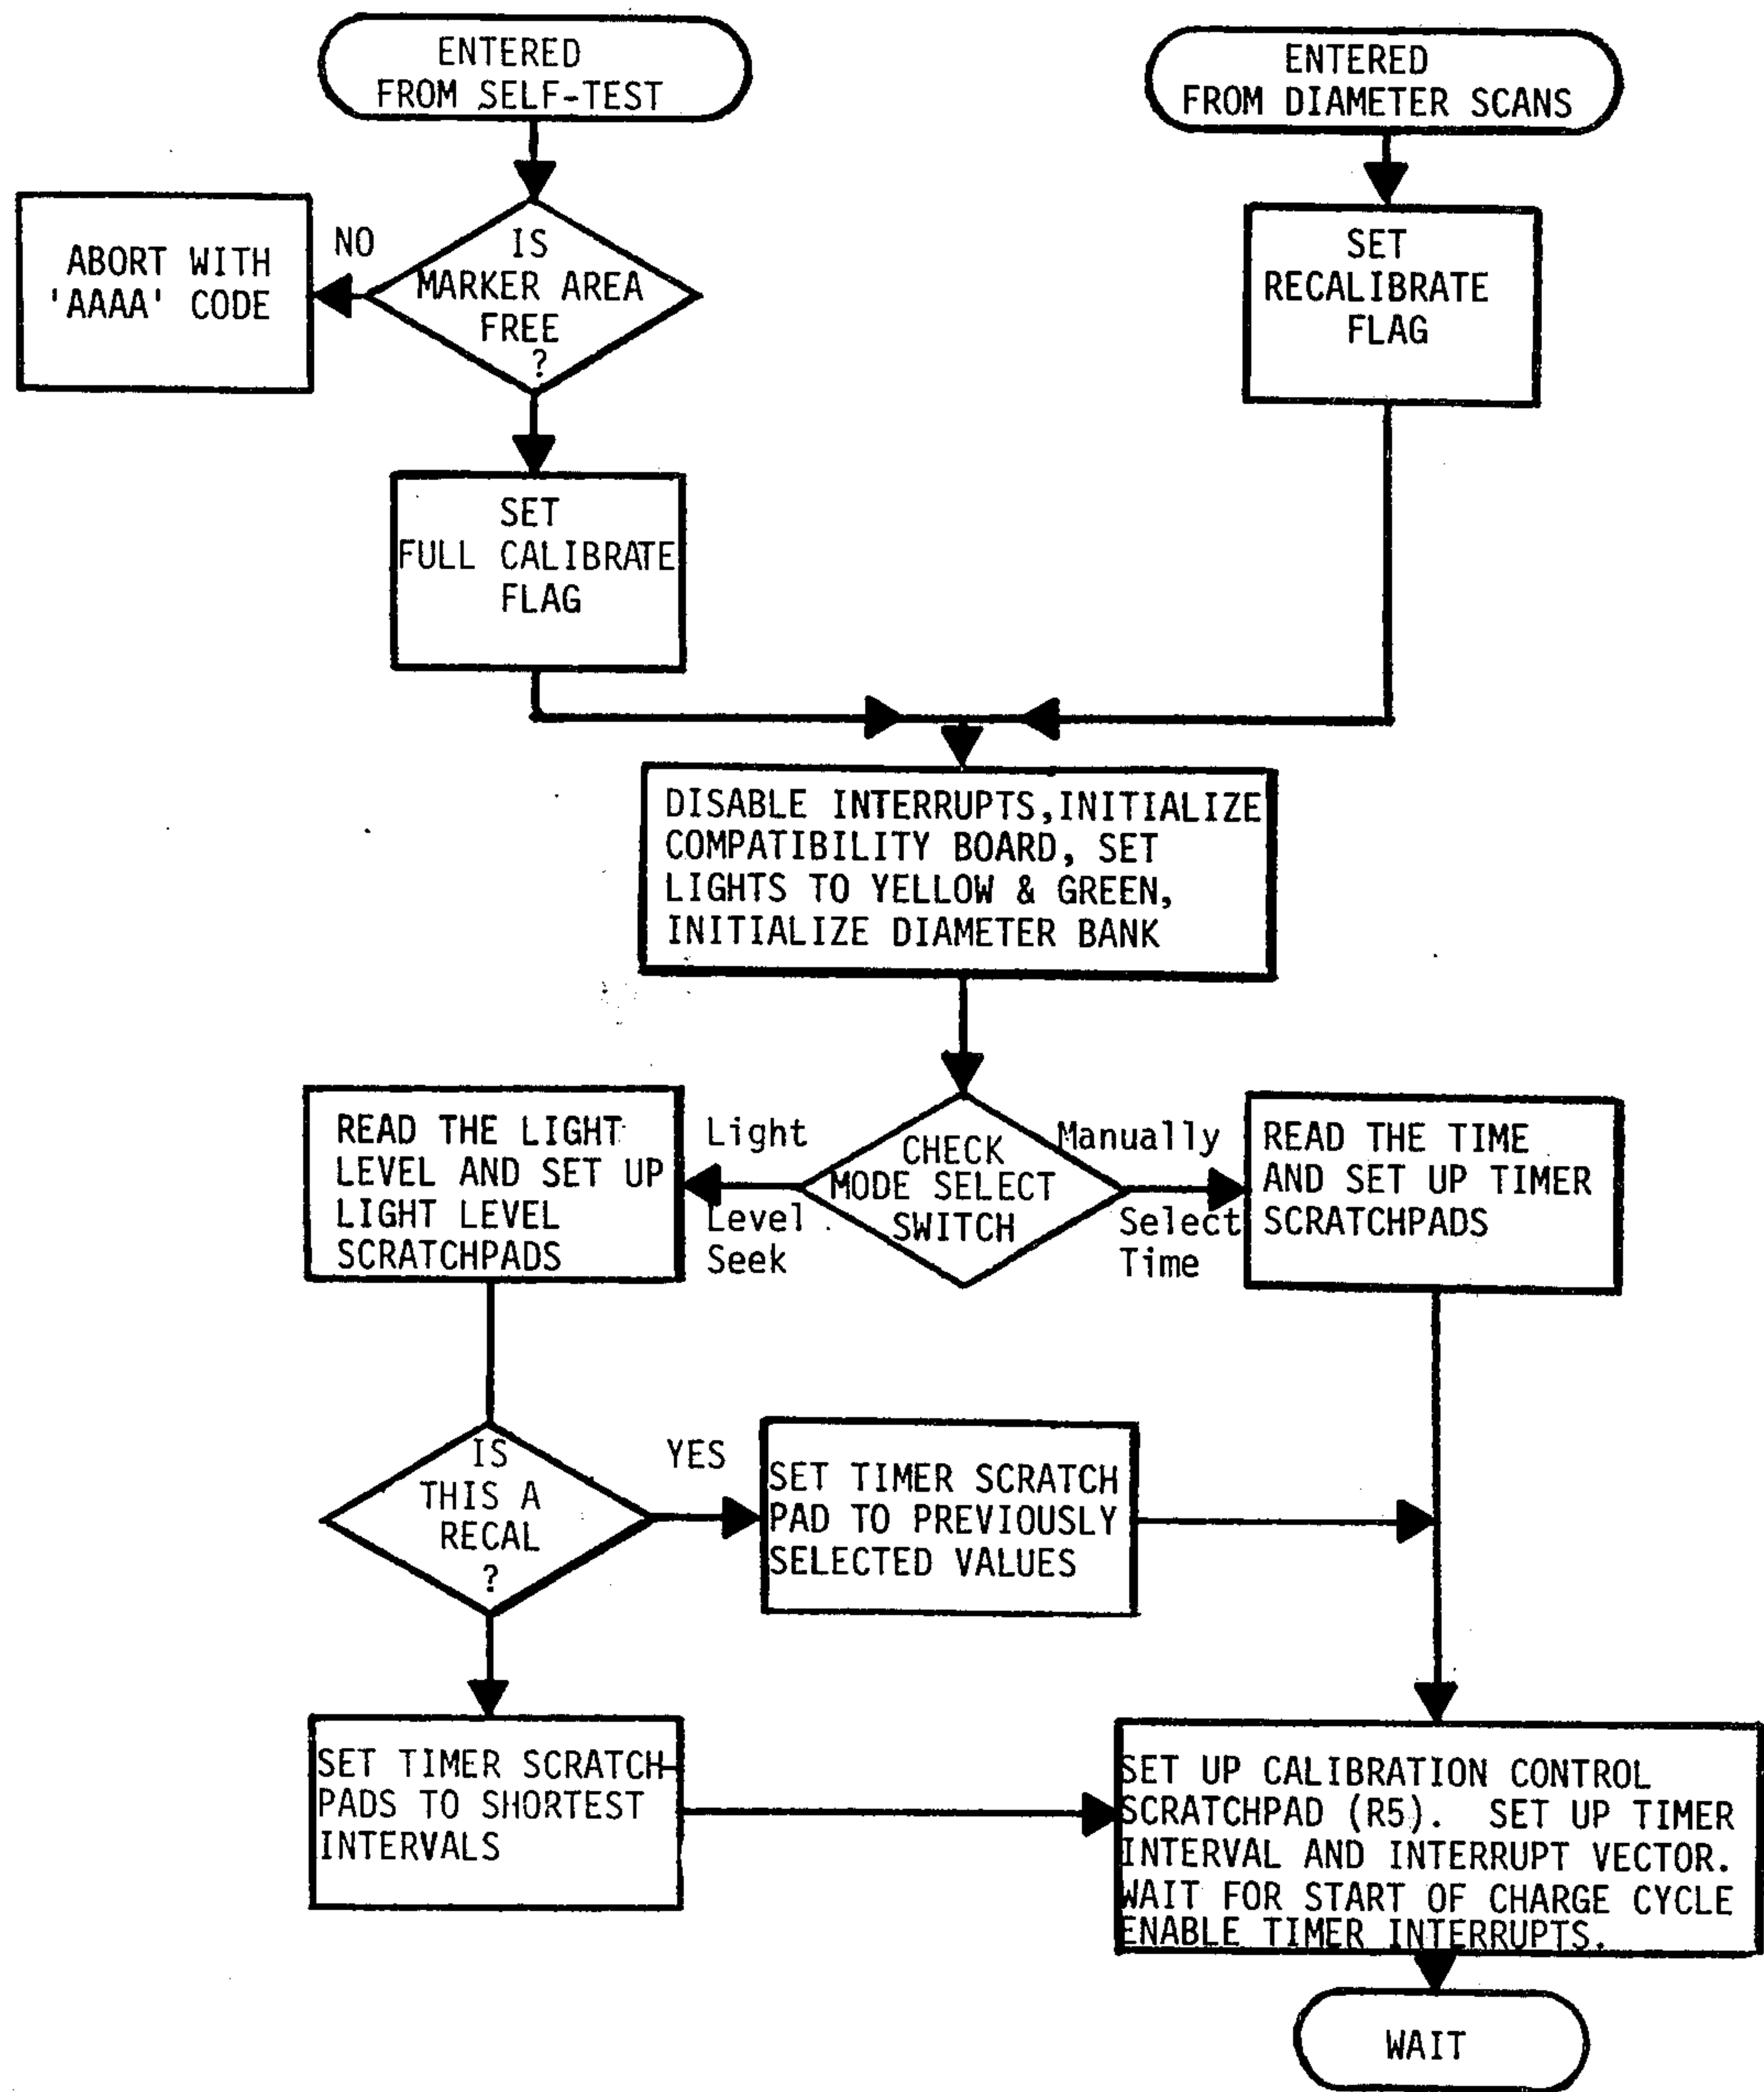 ENTERED
FROM SELF-TEST
ENTERED
FROM DIAMETER SCANS
ABORT WITH
'AAAA' CODE
NO
IS
MARKER AREA
FREE
?
SET
RECALIBRATE
FLAG
SET
FULL CALIBRATE
FLAG
DISABLE INTERRUPTS,INITIALIZE
COMPATIBILITY BOARD, SET
LIGHTS TO YELLOW & GREEN,
INITIALIZE DIAMETER BANK
READ THE LIGHT
LEVEL AND SET UP
LIGHT LEVEL
SCRATCHPADS
Light
Level
Seek
CHECK
MODE SELECT
SWITCH
Manually
Select
Time
READ THE TIME
AND SET UP TIMER
SCRATCHPADS
IS
THIS A
RECAL
?
YES
SET TIMER SCRATCH
PAD TO PREVIOUSLY
SELECTED VALUES
SET TIMER SCRATCH-
PADS TO SHORTEST
INTERVALS
SET UP CALIBRATION CONTROL
SCRATCHPAD (R5). SET UP TIMER
INTERVAL AND INTERRUPT VECTOR.
WAIT FOR START OF CHARGE CYCLE
ENABLE TIMER INTERRUPTS.
WAIT